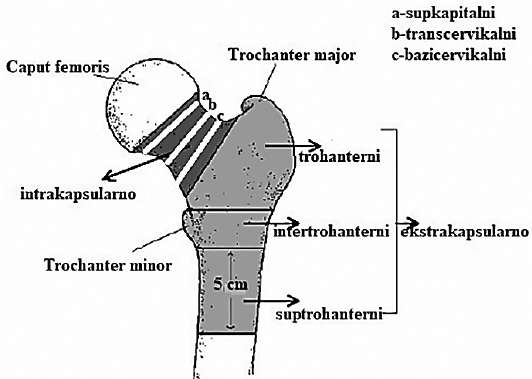 a-supkapitalni
b-transcervikalni
c-bazicervikalni
Trochanter major
Caput femoris
a
b
c
trohanterni
intrakapsularno
intertrohanterni
ekstrakapsularno
Trochanter minor
5 cm
suptrohanterni